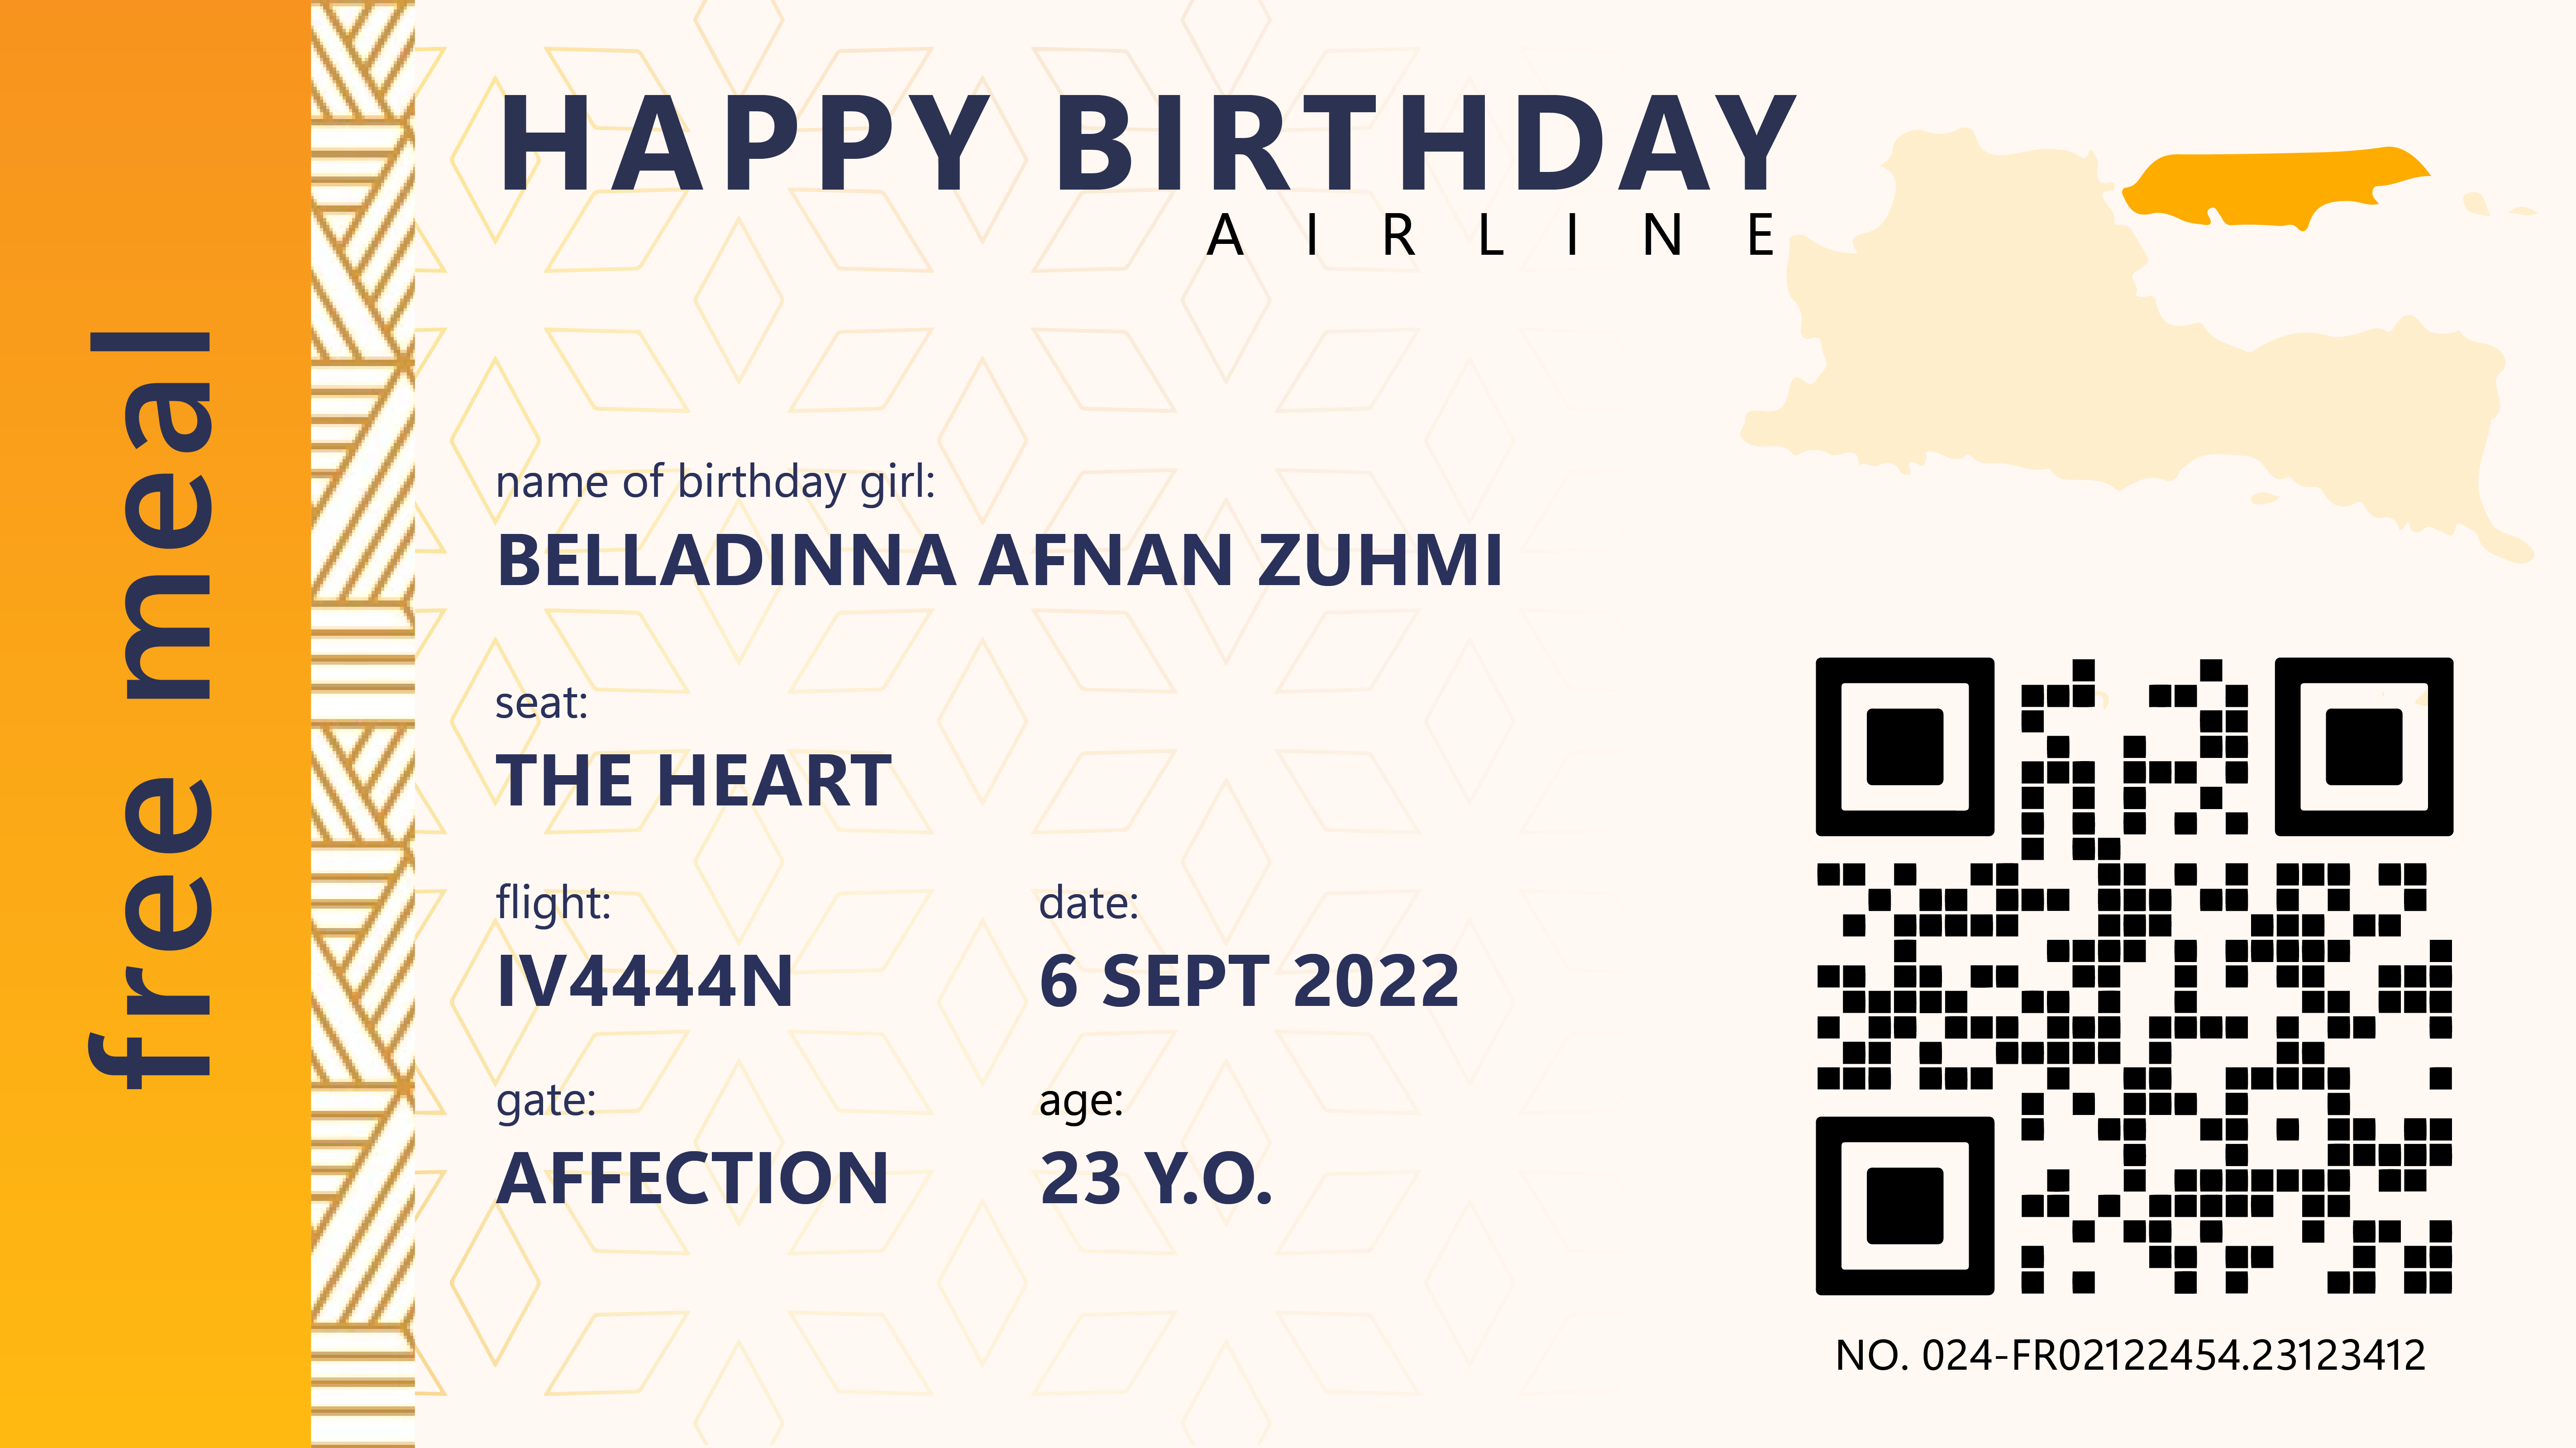 free meal
HAPPY BIRTHDAY
AIRLINE
name of birthday girl:
BELLADINNA AFNAN ZUHMI
seat:
THE HEART
flight:
IV4444N
date:
6 SEPT 2022
gate:
AFFECTION
age:
23 Y.O.
NO. 024-FR02122454.23123412